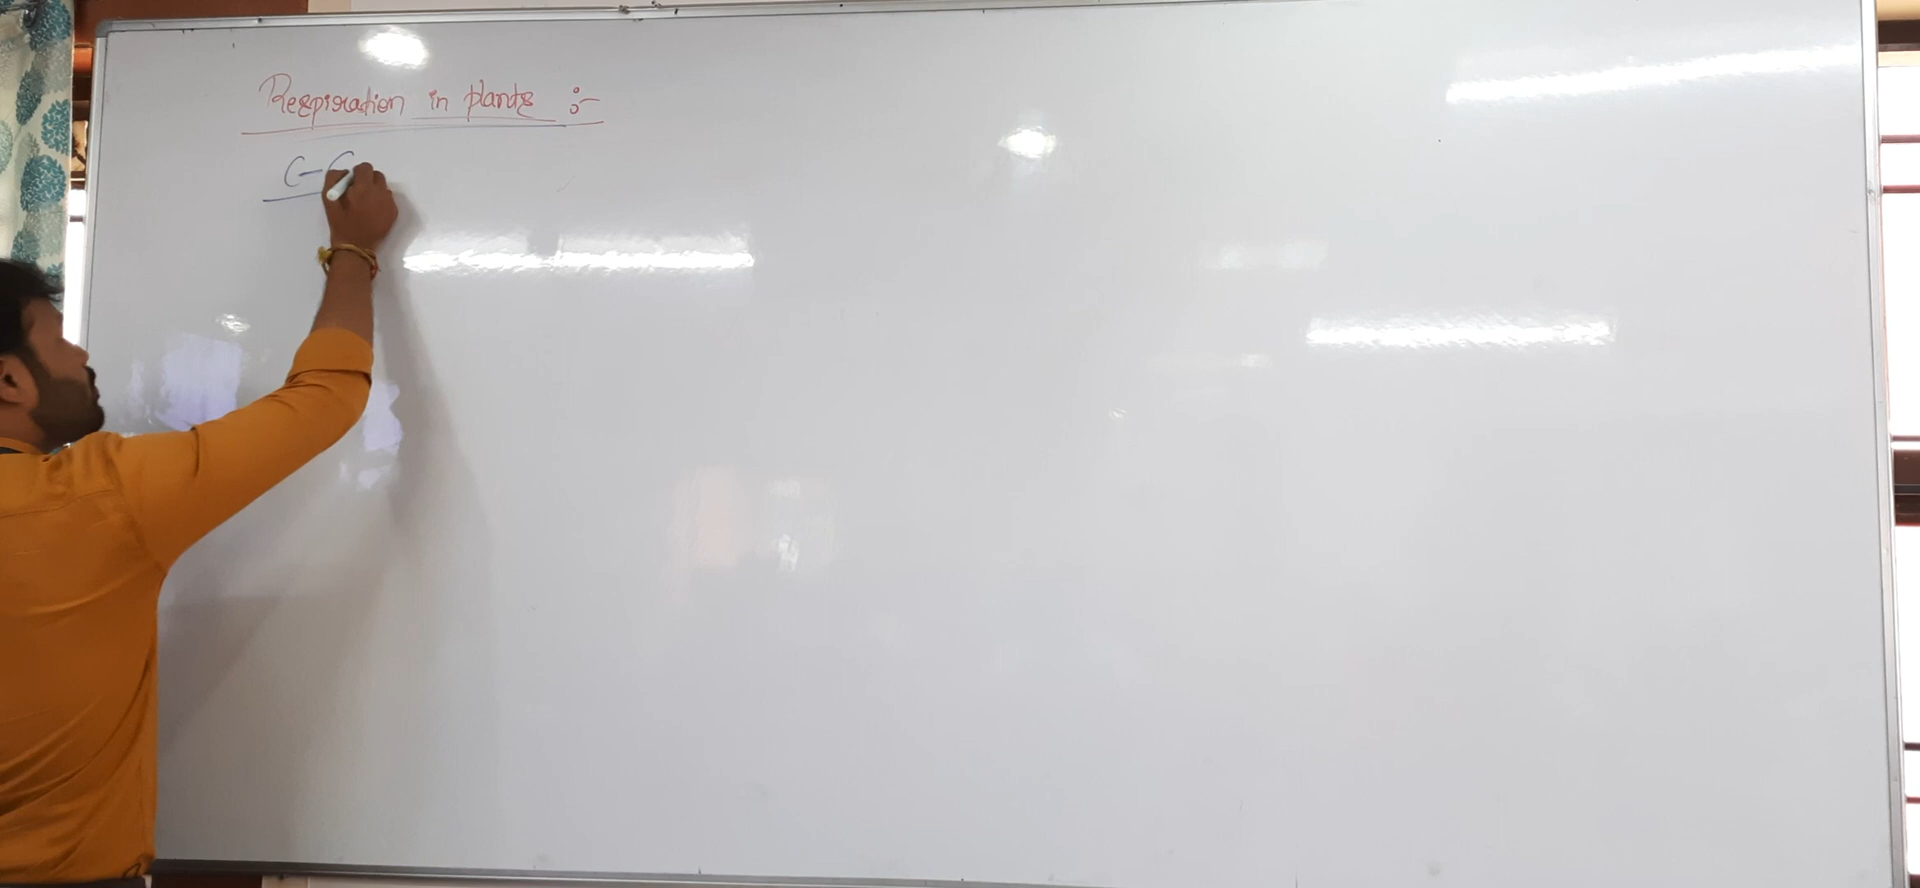 Respiration in plants :-
C-C